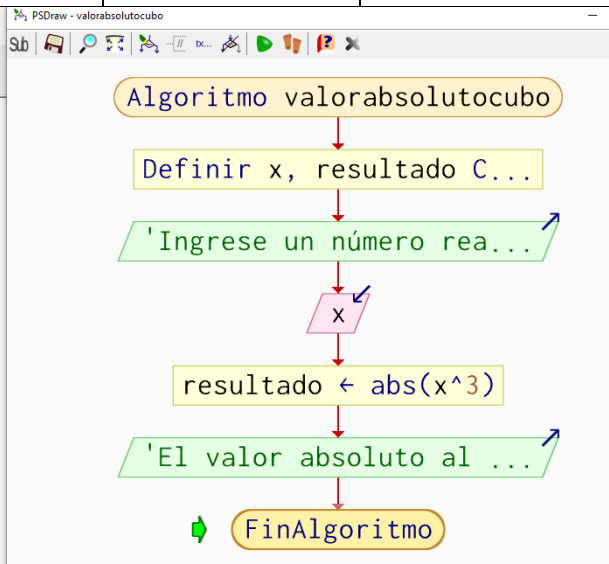 PSDraw - valorabsolutocubo
Sub
tx...
Algoritmo valorabsolutocubo
Definir x, resultado C...
'Ingrese un número rea...
x
resultado ← abs(x^3)
'El valor absoluto al ...
FinAlgoritmo